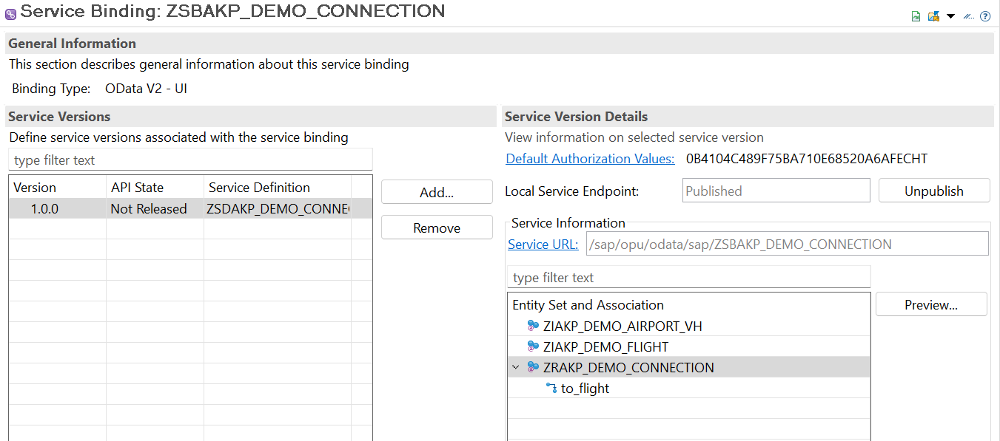 Service Binding: ZSBAKP_DEMO_CONNECTION
General Information
This section describes general information about this service binding
Binding Type: OData V2 - UI
Service Versions
Define service versions associated with the service binding
type filter text
Version API State Service Definition
1.0.0 Not Released ZSDAKP_DEMO_CONNE
Add...
Remove
Service Version Details
View information on selected service version
Default Authorization Values: 0B4104C489F75BA710E68520A6AFECHT
Local Service Endpoint: Published Unpublish
Service Information
Service URL: /sap/opu/odata/sap/ZSBAKP_DEMO_CONNECTION
type filter text
Entity Set and Association
ZIAKP_DEMO_AIRPORT_VH
ZIAKP_DEMO_FLIGHT
ZRAKP_DEMO_CONNECTION
to_flight
Preview...